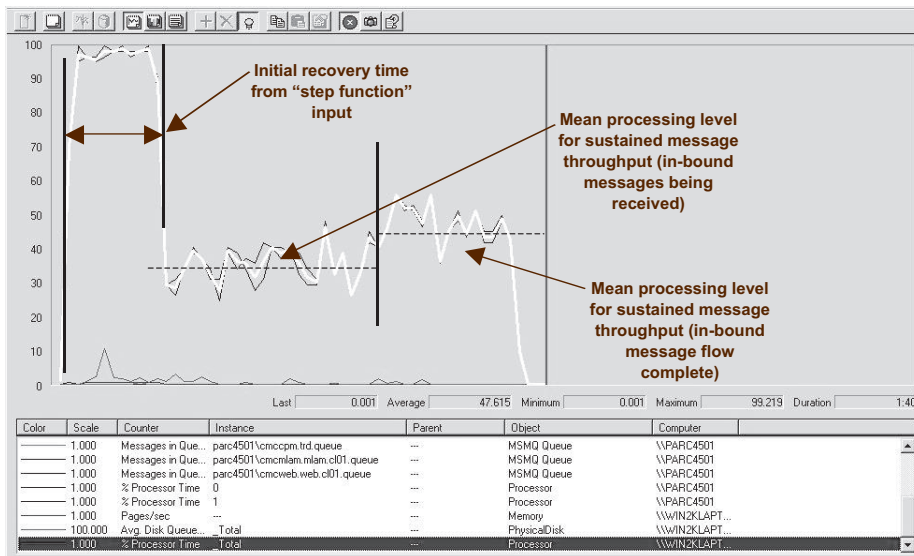 100
90
80
70
60
50
40
30
20
10
0
Initial recovery time
from “step function”
input
Mean processing level
for sustained message
throughput (in-bound
messages being
received)
Mean processing level
for sustained message
throughput (in-bound
message flow
complete)
Last 0.001 Average 47.615 Minimum 0.001 Maximum 99.219 Duration 1:40
Color Scale Counter Instance Parent Object Computer
1.000 Messages in Que... parc4501\cmccpm.trd.queue --- MSMQ Queue \\PARC4501
1.000 Messages in Que... parc4501\cmcmlam.mlam.cl01.queue --- MSMQ Queue \\PARC4501
1.000 Messages in Que... parc4501\cmcweb.web.cl01.queue --- MSMQ Queue \\PARC4501
1.000 % Processor Time 0 --- Processor \\PARC4501
1.000 % Processor Time 1 --- Processor \\PARC4501
1.000 Pages/sec --- --- Memory \\WIN2KLAPT...
100.000 Avg. Disk Queue... _Total --- PhysicalDisk \\WIN2KLAPT...
1.000 % Processor Time _Total --- Processor \\WIN2KLAPT...